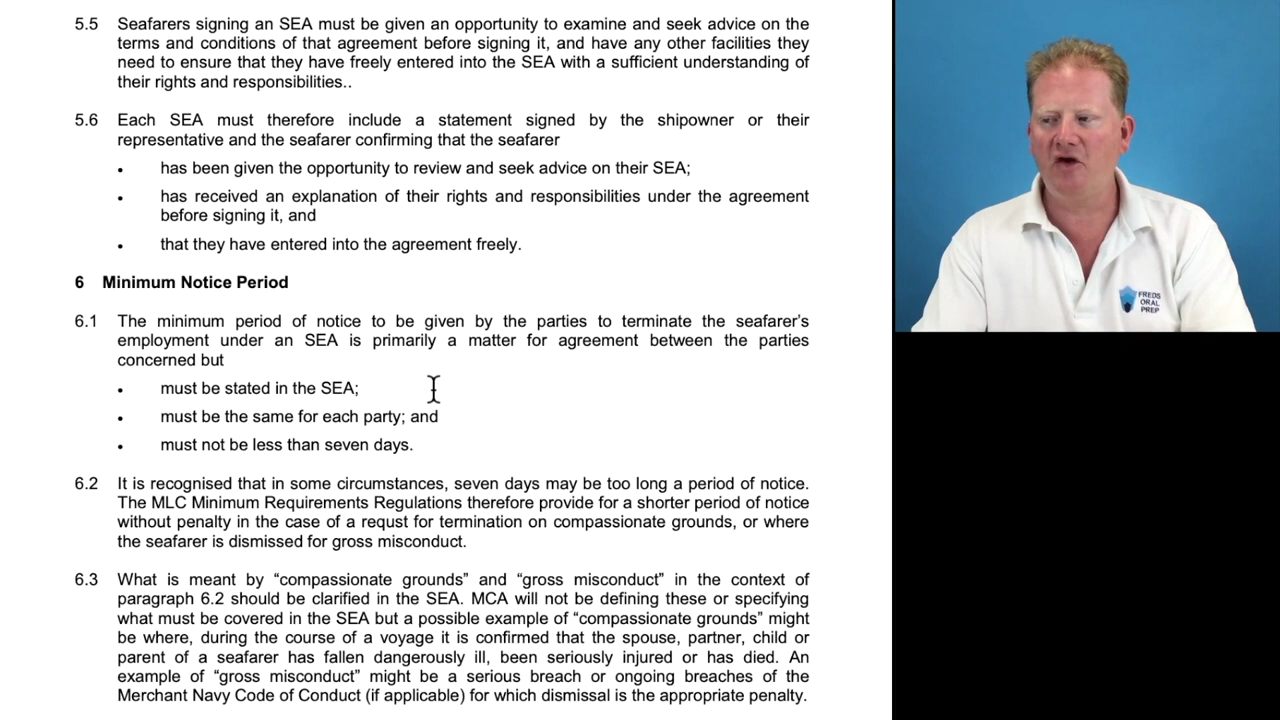 5.5 Seafarers signing an SEA must be given an opportunity to examine and seek advice on the
terms and conditions of that agreement before signing it, and have any other facilities they
need to ensure that they have freely entered into the SEA with a sufficient understanding of
their rights and responsibilities..
5.6 Each SEA must therefore include a statement signed by the shipowner or their
representative and the seafarer confirming that the seafarer
• has been given the opportunity to review and seek advice on their SEA;
• has received an explanation of their rights and responsibilities under the agreement
before signing it, and
• that they have entered into the agreement freely.
6 Minimum Notice Period
6.1 The minimum period of notice to be given by the parties to terminate the seafarer's
employment under an SEA is primarily a matter for agreement between the parties
concerned but
• must be stated in the SEA;
• must be the same for each party; and
• must not be less than seven days.
6.2 It is recognised that in some circumstances, seven days may be too long a period of notice.
The MLC Minimum Requirements Regulations therefore provide for a shorter period of notice
without penalty in the case of a requst for termination on compassionate grounds, or where
the seafarer is dismissed for gross misconduct.
6.3 What is meant by “compassionate grounds” and “gross misconduct” in the context of
paragraph 6.2 should be clarified in the SEA. MCA will not be defining these or specifying
what must be covered in the SEA but a possible example of “compassionate grounds” might
be where, during the course of a voyage it is confirmed that the spouse, partner, child or
parent of a seafarer has fallen dangerously ill, been seriously injured or has died. An
example of “gross misconduct” might be a serious breach or ongoing breaches of the
Merchant Navy Code of Conduct (if applicable) for which dismissal is the appropriate penalty.
FREDS
ORAL
PREP